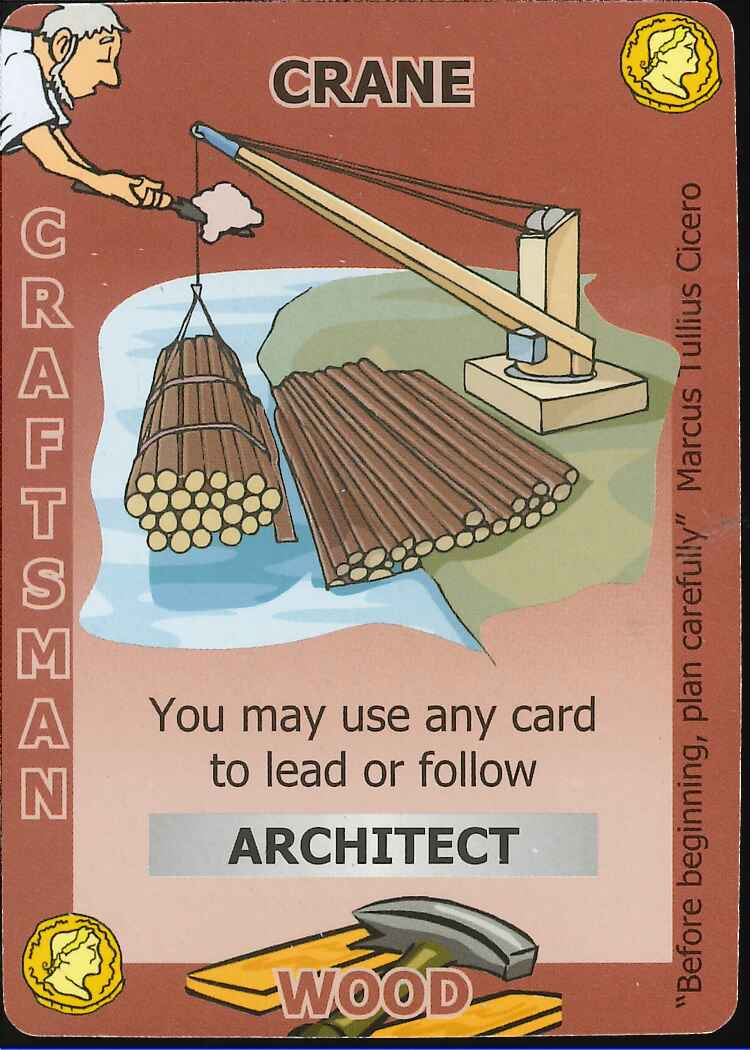 CRANE
CRAFTSMAN
"Before beginning, plan carefully" Marcus Tullius Cicero
You may use any card
to lead or follow
ARCHITECT
WOOD